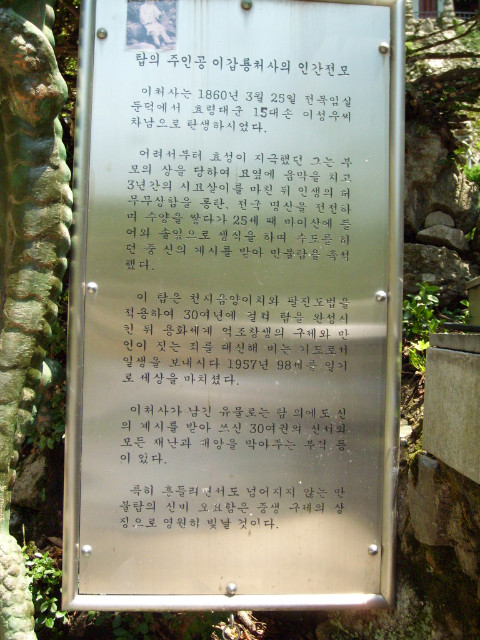 탑의 주인공 이갑룡처사의 인간전모
이처사는 1860년 3월 25일 전북임실
둔덕에서 효령대군 15대손 이성우씨
차남으로 탄생하시었다.
어려서부터 효성이 지극했던 그는 부
모의 상을 당하여 묘옆에 움막을 치고
3년간의 시묘살이를 마친 뒤 인생의 허
무무상함을 통탄, 전국 명산을 전전하
며 수양을 쌓다가 25세 때 마이산에 들
어와 솔잎으로 생식을 하며 수도를 하
던 중 신의 계시를 받아 만불탑을 축적
했다.
이 탑은 천지음양이치와 팔진도법을
적용하여 30여년에 걸쳐 탑을 완성시
킨 뒤 용화세계 억조창생의 구제와 만
인이 짓는 죄를 대신해 비는 기도로서
일생을 보내시다 1957년 98세를 일기
로 세상을 마치셨다.
이처사가 남긴 유물로는 탑 외에도 신
의 계시를 받아 쓰신 30여권의 신서와
모든 재난과 재앙을 막아주는 부적 등
이 있다.
특히 흔들리면서도 넘어지지 않는 만
불탑의 신비 오묘함은 중생 구제의 상
징으로 영원히 빛날 것이다.